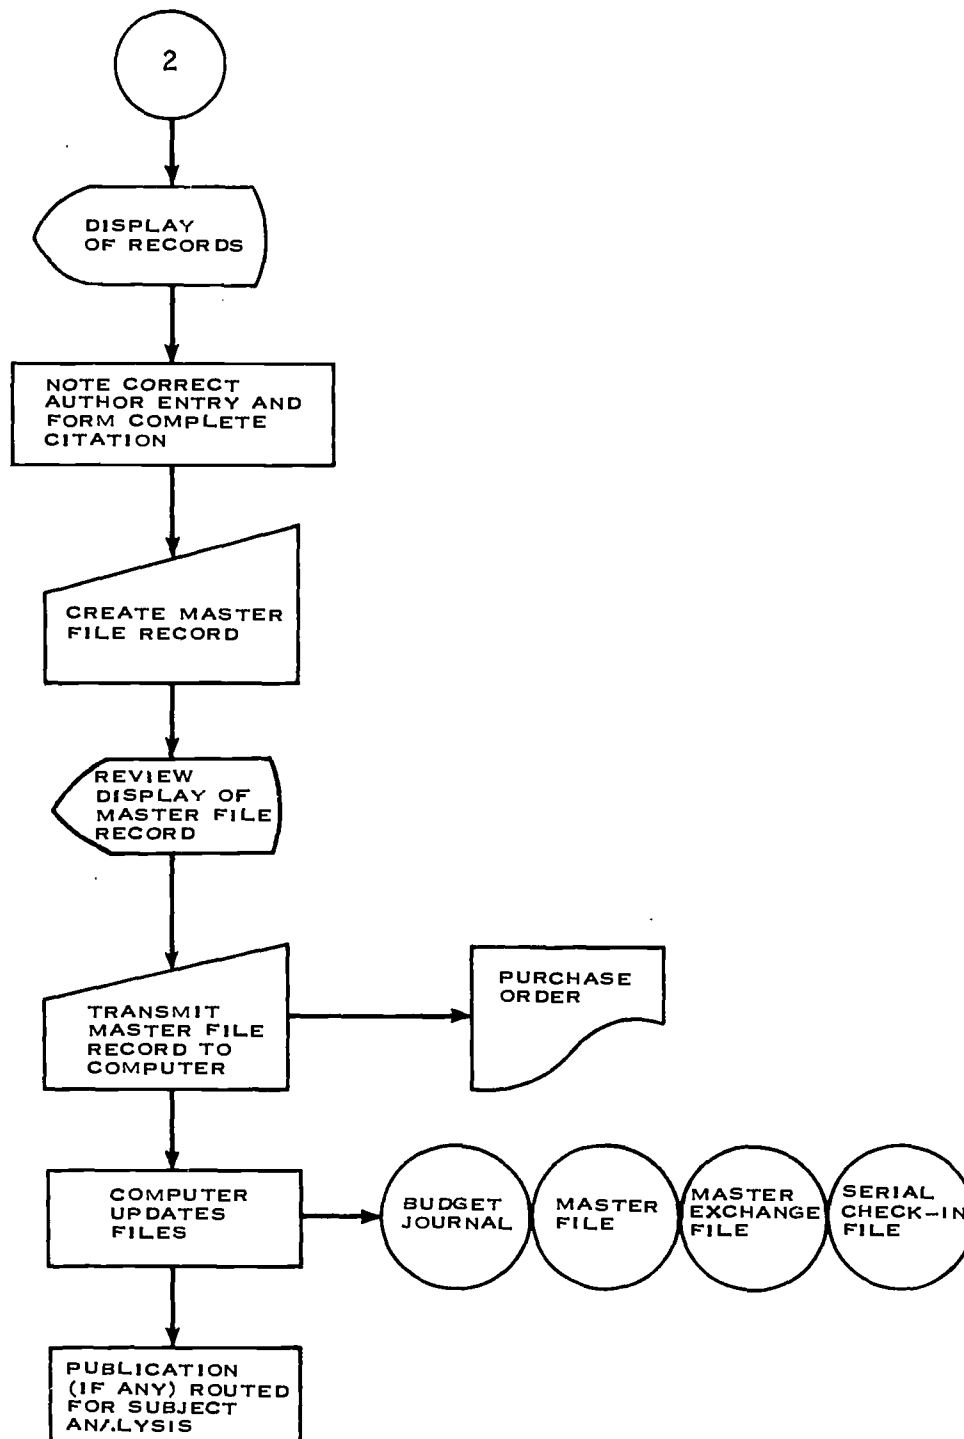 2
DISPLAY
OF RECORDS
NOTE CORRECT
AUTHOR ENTRY AND
FORM COMPLETE
CITATION
CREATE MASTER
FILE RECORD
REVIEW
DISPLAY OF
MASTER FILE
RECORD
TRANSMIT
MASTER FILE
RECORD TO
COMPUTER
PURCHASE
ORDER
COMPUTER
UPDATES
FILES
BUDGET
JOURNAL
MASTER
FILE
MASTER
EXCHANGE
FILE
SERIAL
CHECK-IN
FILE
PUBLICATION
(IF ANY) ROUTED
FOR SUBJECT
ANALYSIS